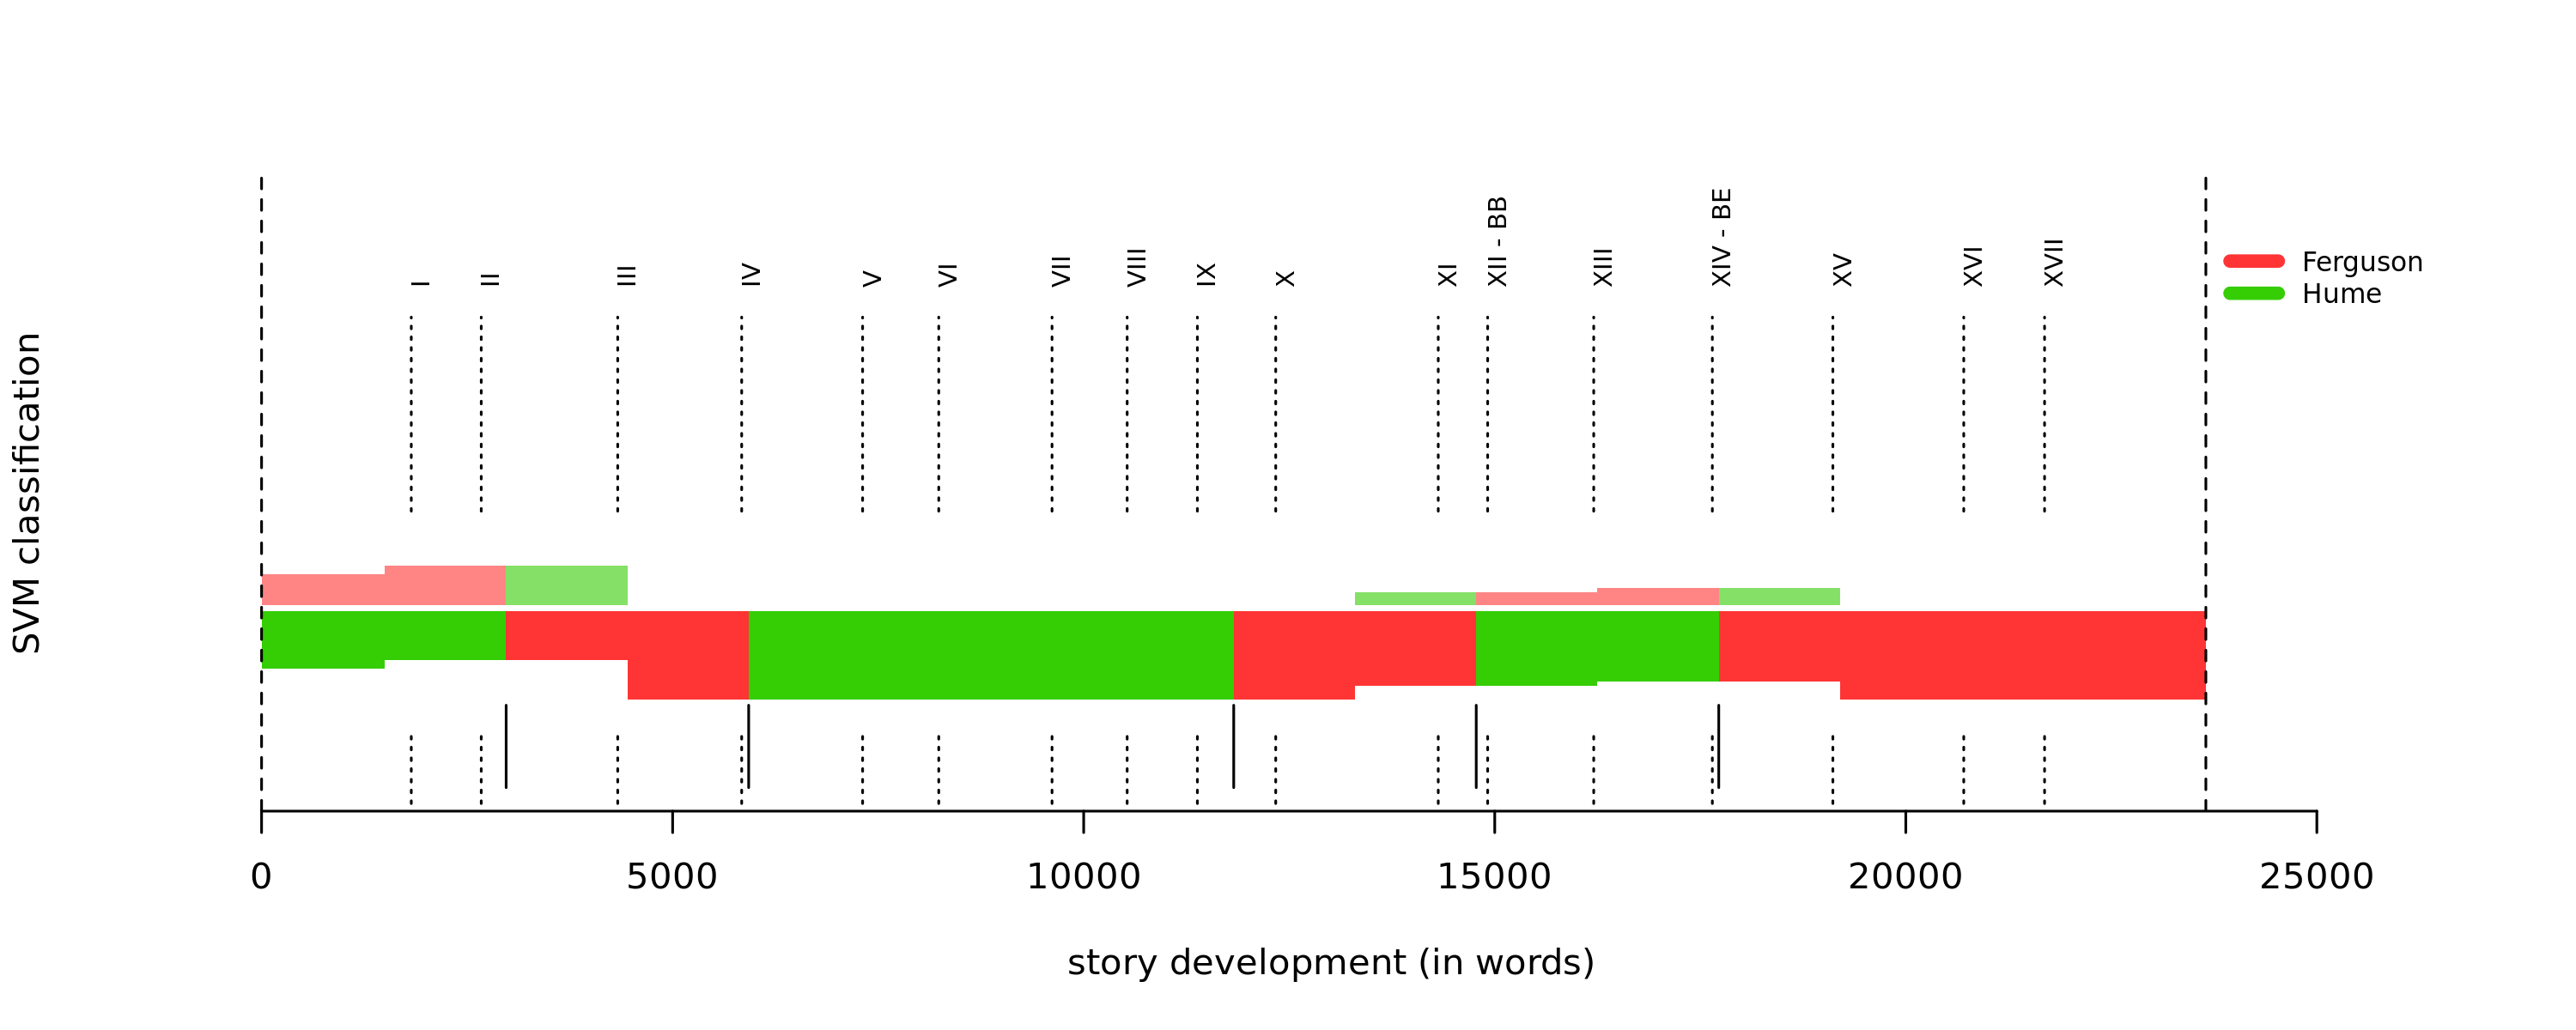 SVM classification
I
II
III
IV
V
VI
VII
VIII
IX
X
XI
XII - BB
XIII
XIV - BE
XV
XVI
XVII
Ferguson
Hume
0
5000
10000
15000
20000
25000
story development (in words)